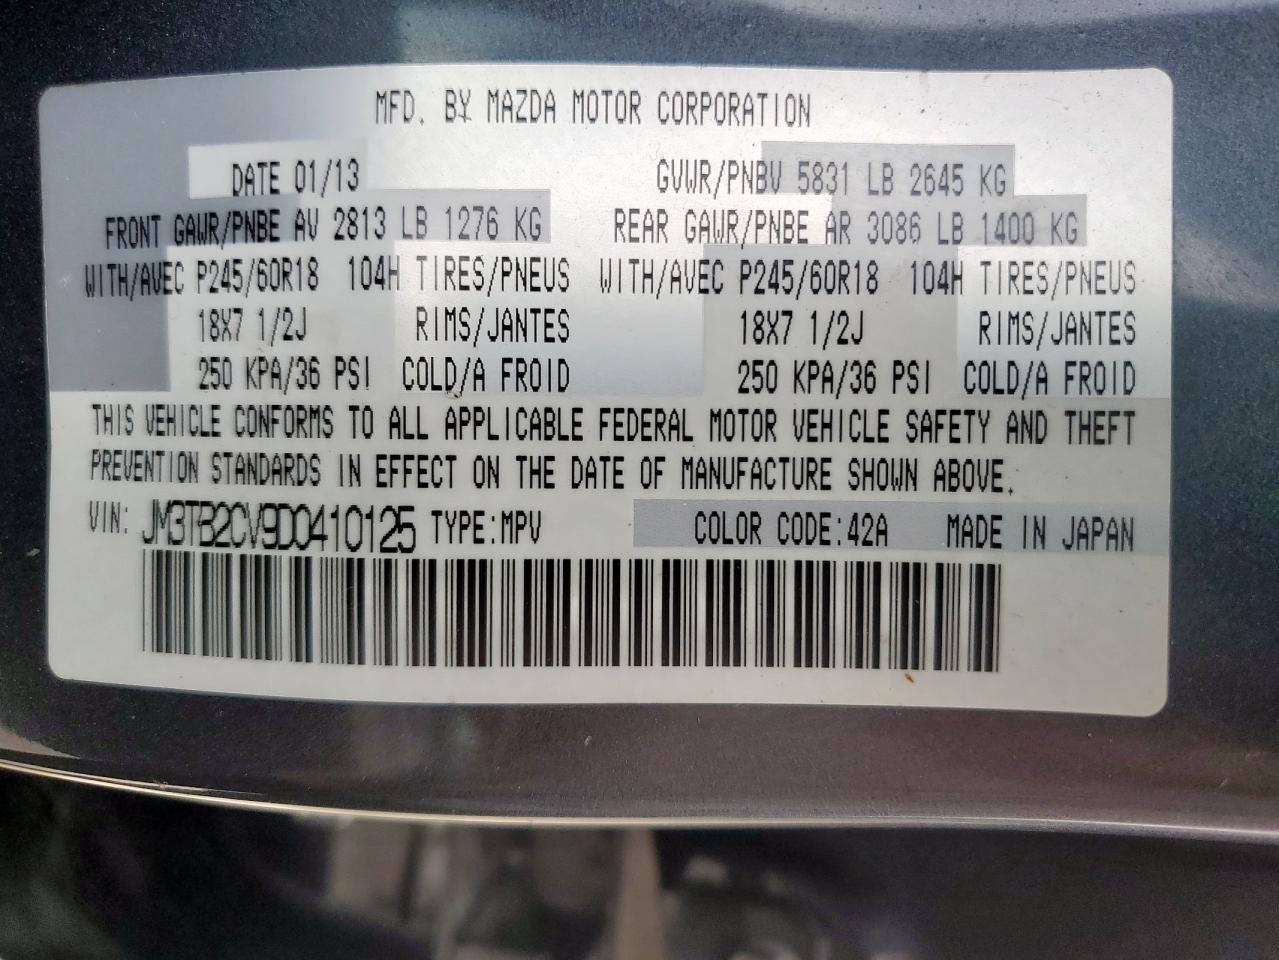 MFD. BY MAZDA MOTOR CORPORATION
DATE 01/13 GVWR/PNBV 5831 LB 2645 KG
FRONT GAWR/PNBE AV 2813 LB 1276 KG REAR GAWR/PNBE AR 3086 LB 1400 KG
WITH/AVEC P245/60R18 104H TIRES/PNEUS WITH/AVEC P245/60R18 104H TIRES/PNEUS
18X7 1/2J RIMS/JANTES 18X7 1/2J RIMS/JANTES
250 KPA/36 PSI COLD/A FROID 250 KPA/36 PSI COLD/A FROID
THIS VEHICLE CONFORMS TO ALL APPLICABLE FEDERAL MOTOR VEHICLE SAFETY AND THEFT
PREVENTION STANDARDS IN EFFECT ON THE DATE OF MANUFACTURE SHOWN ABOVE.
VIN: JM3TB2CV9D0410125 TYPE:MPV COLOR CODE:42A MADE IN JAPAN